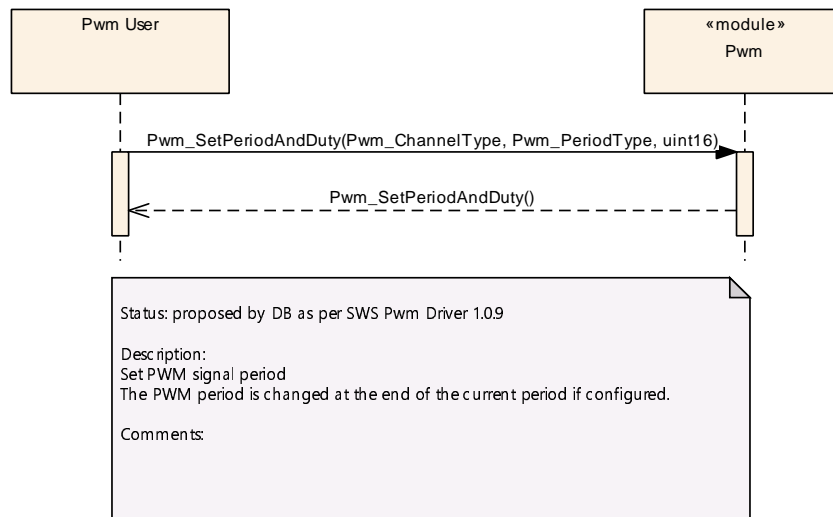 Pwm User
«module»
Pwm
Pwm_SetPeriodAndDuty(Pwm_ChannelType, Pwm_PeriodType, uint16)
Pwm_SetPeriodAndDuty()
Status: proposed by DB as per SWS Pwm Driver 1.0.9
Description:
Set PWM signal period
The PWM period is changed at the end of the current period if configured.
Comments: